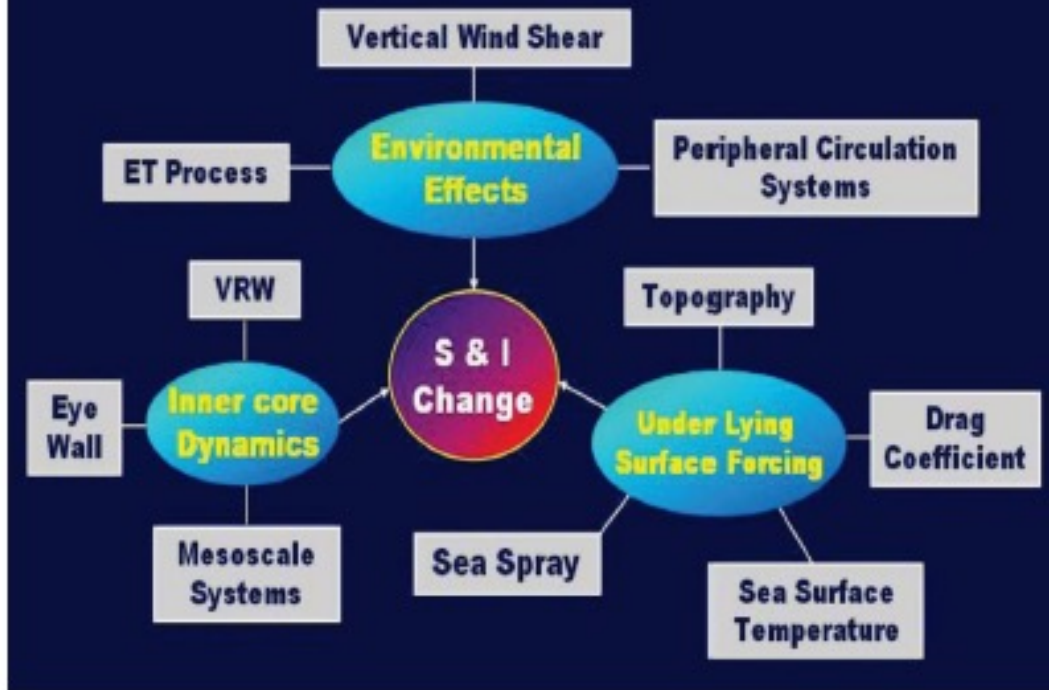 Vertical Wind Shear
Environmental
Effects
ET Process
Peripheral Circulation
Systems
VRW
Topography
S & I
Change
Eye
Wall
Inner core
Dynamics
Under Lying
Surface Forcing
Drag
Coefficient
Mesoscale
Systems
Sea Spray
Sea Surface
Temperature